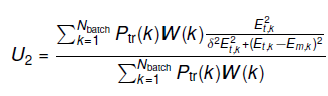 U_2 = \frac{\sum_{k=1}^{N_{batch}} P_{tr}(k)W(k) \frac{E_{t,k}^2}{\delta^2 E_{t,k}^2 + (E_{t,k} - E_{m,k})^2}}{\sum_{k=1}^{N_{batch}} P_{tr}(k)W(k)}